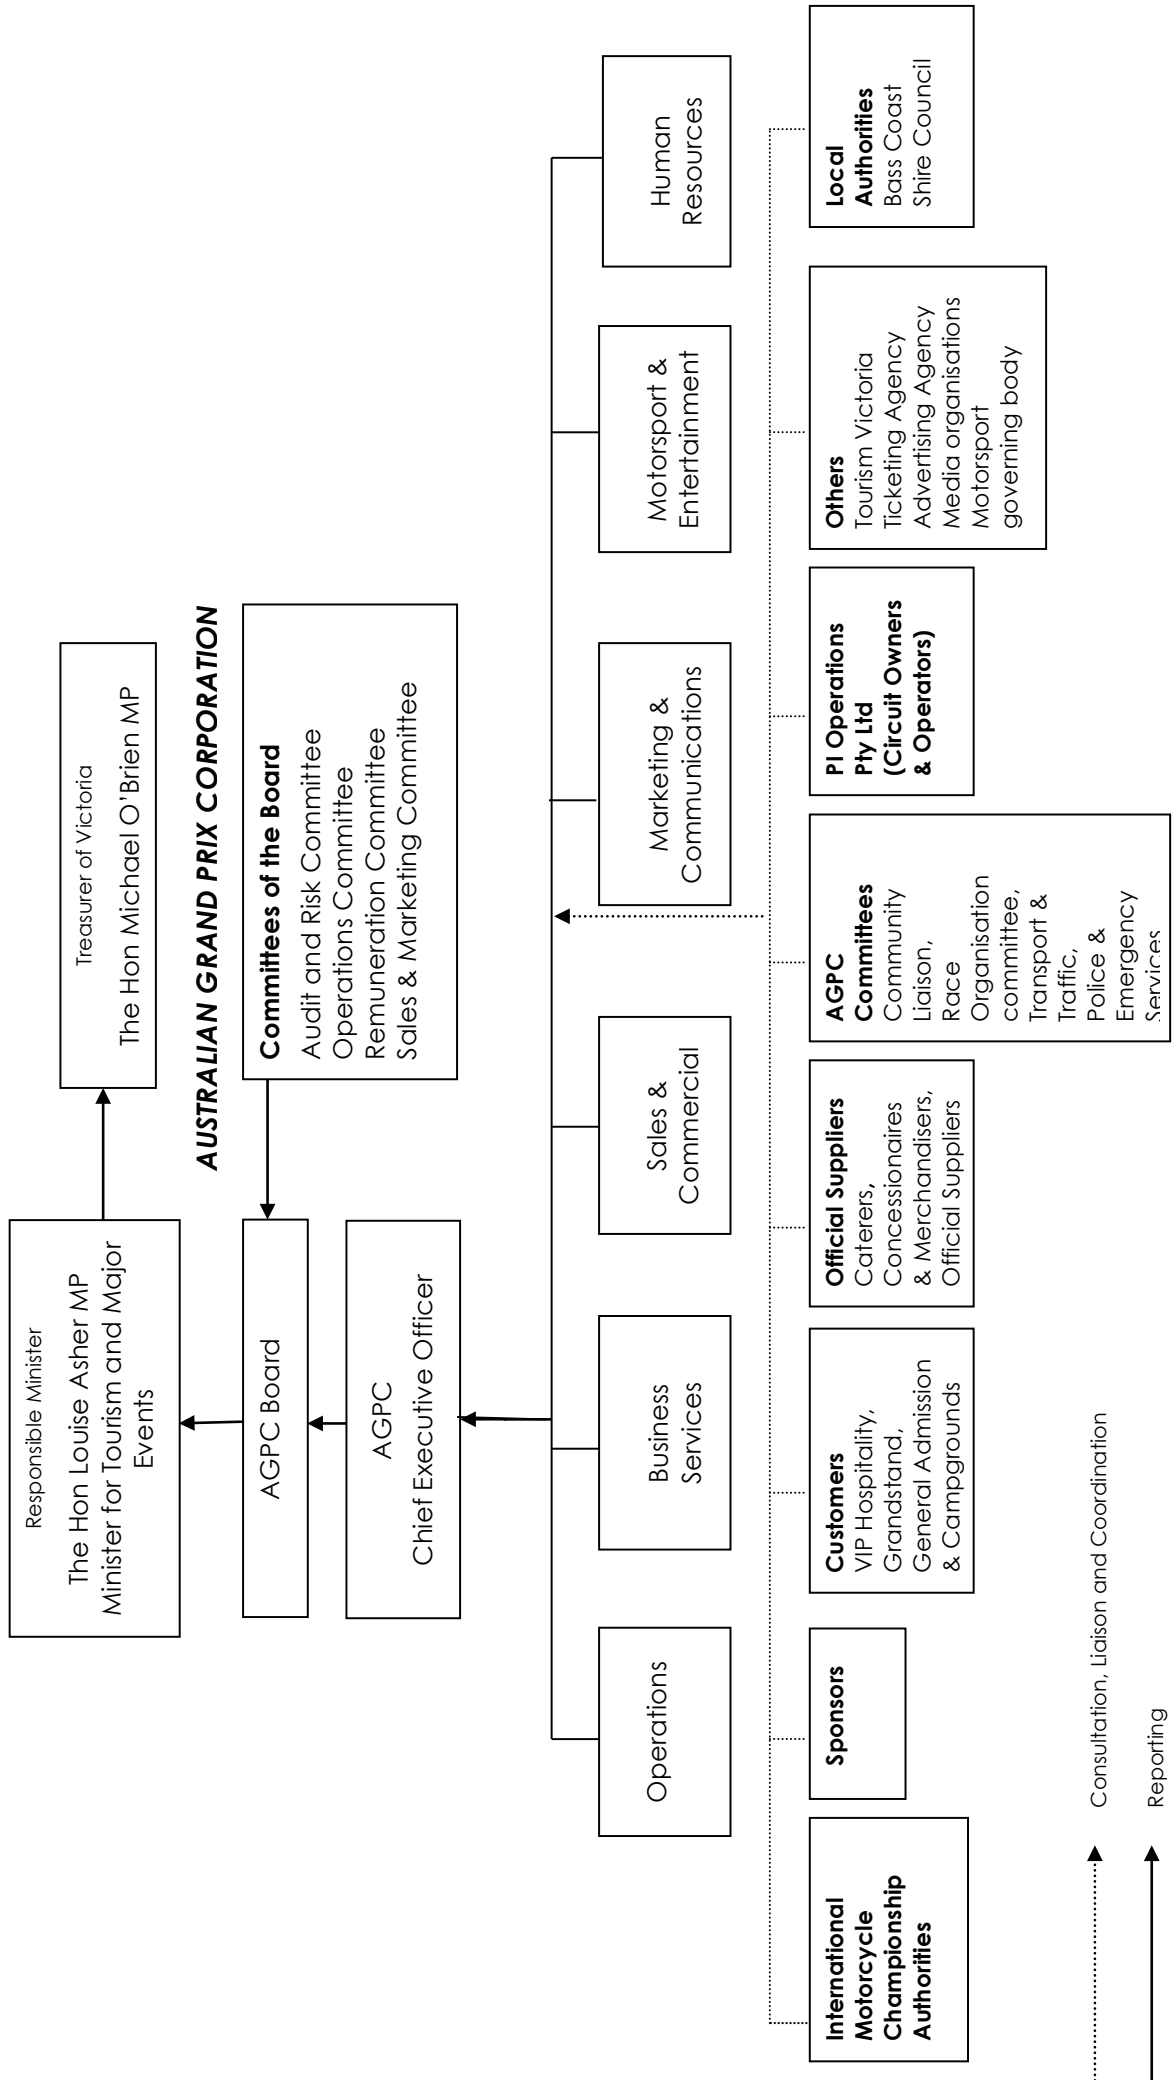 Responsible Minister
The Hon Louise Asher MP
Minister for Tourism and Major
Events
Treasurer of Victoria
The Hon Michael O'Brien MP
AUSTRALIAN GRAND PRIX CORPORATION
AGPC Board
Committees of the Board
Audit and Risk Committee
Operations Committee
Remuneration Committee
Sales & Marketing Committee
AGPC
Chief Executive Officer
Operations
Business
Services
Sales &
Commercial
Marketing &
Communications
Motorsport &
Entertainment
Human
Resources
International
Motorcycle
Championship
Authorities
Sponsors
Customers
VIP Hospitality,
Grandstand,
General Admission
& Campgrounds
Official Suppliers
Caterers,
Concessionaires
& Merchandisers,
Official Suppliers
AGPC
Committees
Community
Liaison,
Race
Organisation
committee,
Transport &
Traffic,
Police &
Emergency
Services
PI Operations
Pty Ltd
(Circuit Owners
& Operators)
Others
Tourism Victoria
Ticketing Agency
Advertising Agency
Media organisations
Motorsport
governing body
Local
Authorities
Bass Coast
Shire Council
Consultation, Liaison and Coordination
Reporting